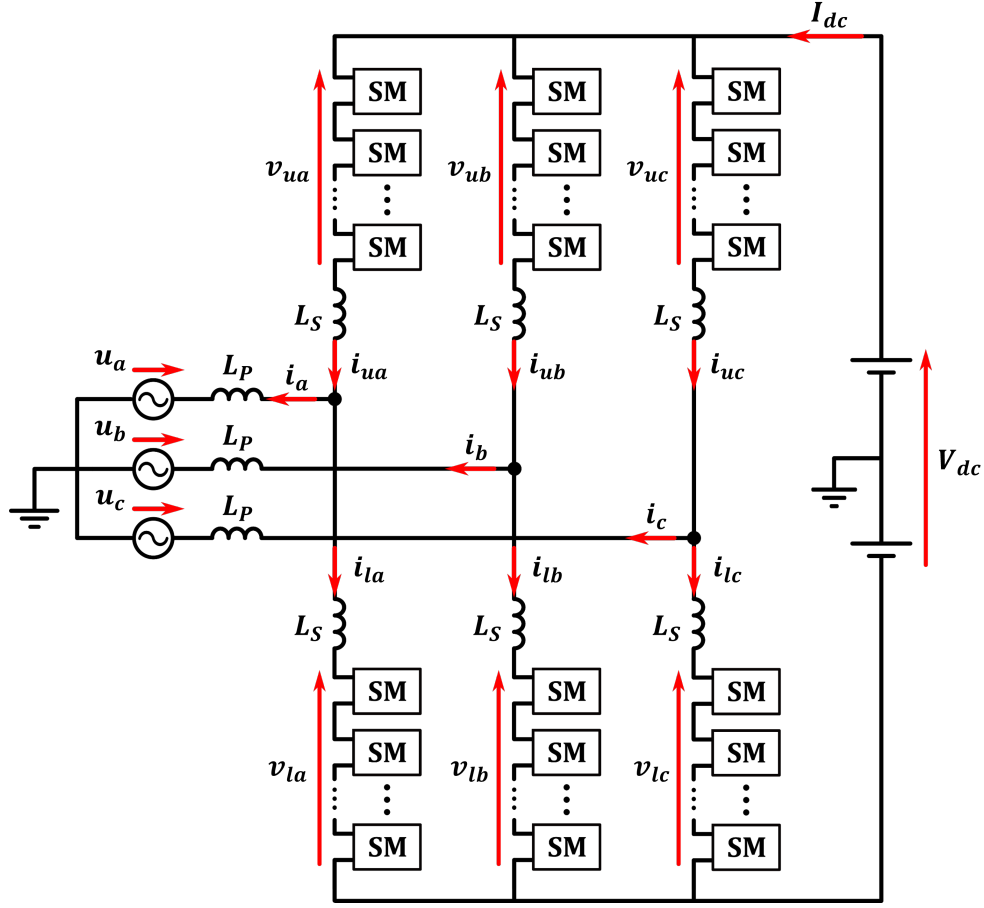 I_dc
SM SM SM
SM SM SM
v_ua v_ub v_uc
SM SM SM
L_S L_S L_S
u_a L_P i_a i_ua i_ub i_uc
u_b L_P i_b
V_dc
u_c L_P i_c
i_la i_lb i_lc
L_S L_S L_S
SM SM SM
SM SM SM
v_la v_lb v_lc
SM SM SM